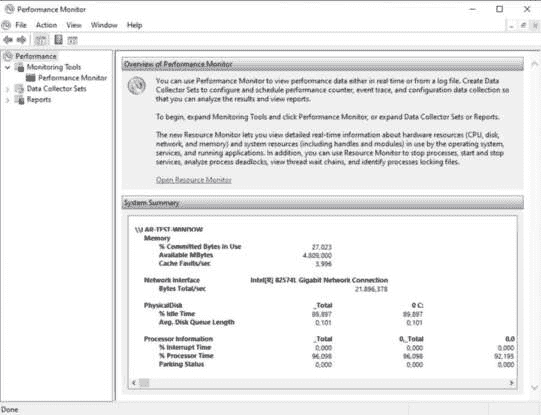 Performance Monitor
File Action View Window Help
Performance
Monitoring Tools
Performance Monitor
Data Collector Sets
Reports
Overview of Performance Monitor
You can use Performance Monitor to view performance data either in real time or from a log file. Create Data
Collector Sets to configure and schedule performance counter, event trace, and configuration data collection so
that you can analyze the results and view reports.
To begin, expand Monitoring Tools and click Performance Monitor, or expand Data Collector Sets or Reports.
The new Resource Monitor lets you view detailed real-time information about hardware resources (CPU, disk,
network, and memory) and system resources (including handles and modules) in use by the operating system,
services, and running applications. In addition, you can use Resource Monitor to stop processes, start and stop
services, analyze process deadlocks, view thread wait chains, and identify processes locking files.
Open Resource Monitor
System Summary
\\LAR-TEST-WINDOW
Memory
% Committed Bytes in Use 27,023
Available MBytes 4.809,000
Cache Faults/sec 3,996
Network Interface Intel[R] 82574L Gigabit Network Connection
Bytes Total/sec 21.896,378
PhysicalDisk _Total 0 C:
% Idle Time 89,897 89,897
Avg. Disk Queue Length 0,101 0,101
Processor Information _Total 0,_Total 0,0
% Interrupt Time 0,000 0,000 0,000
% Processor Time 96,098 96,098 92,195
Parking Status 0,000 0,000 0,000
Done